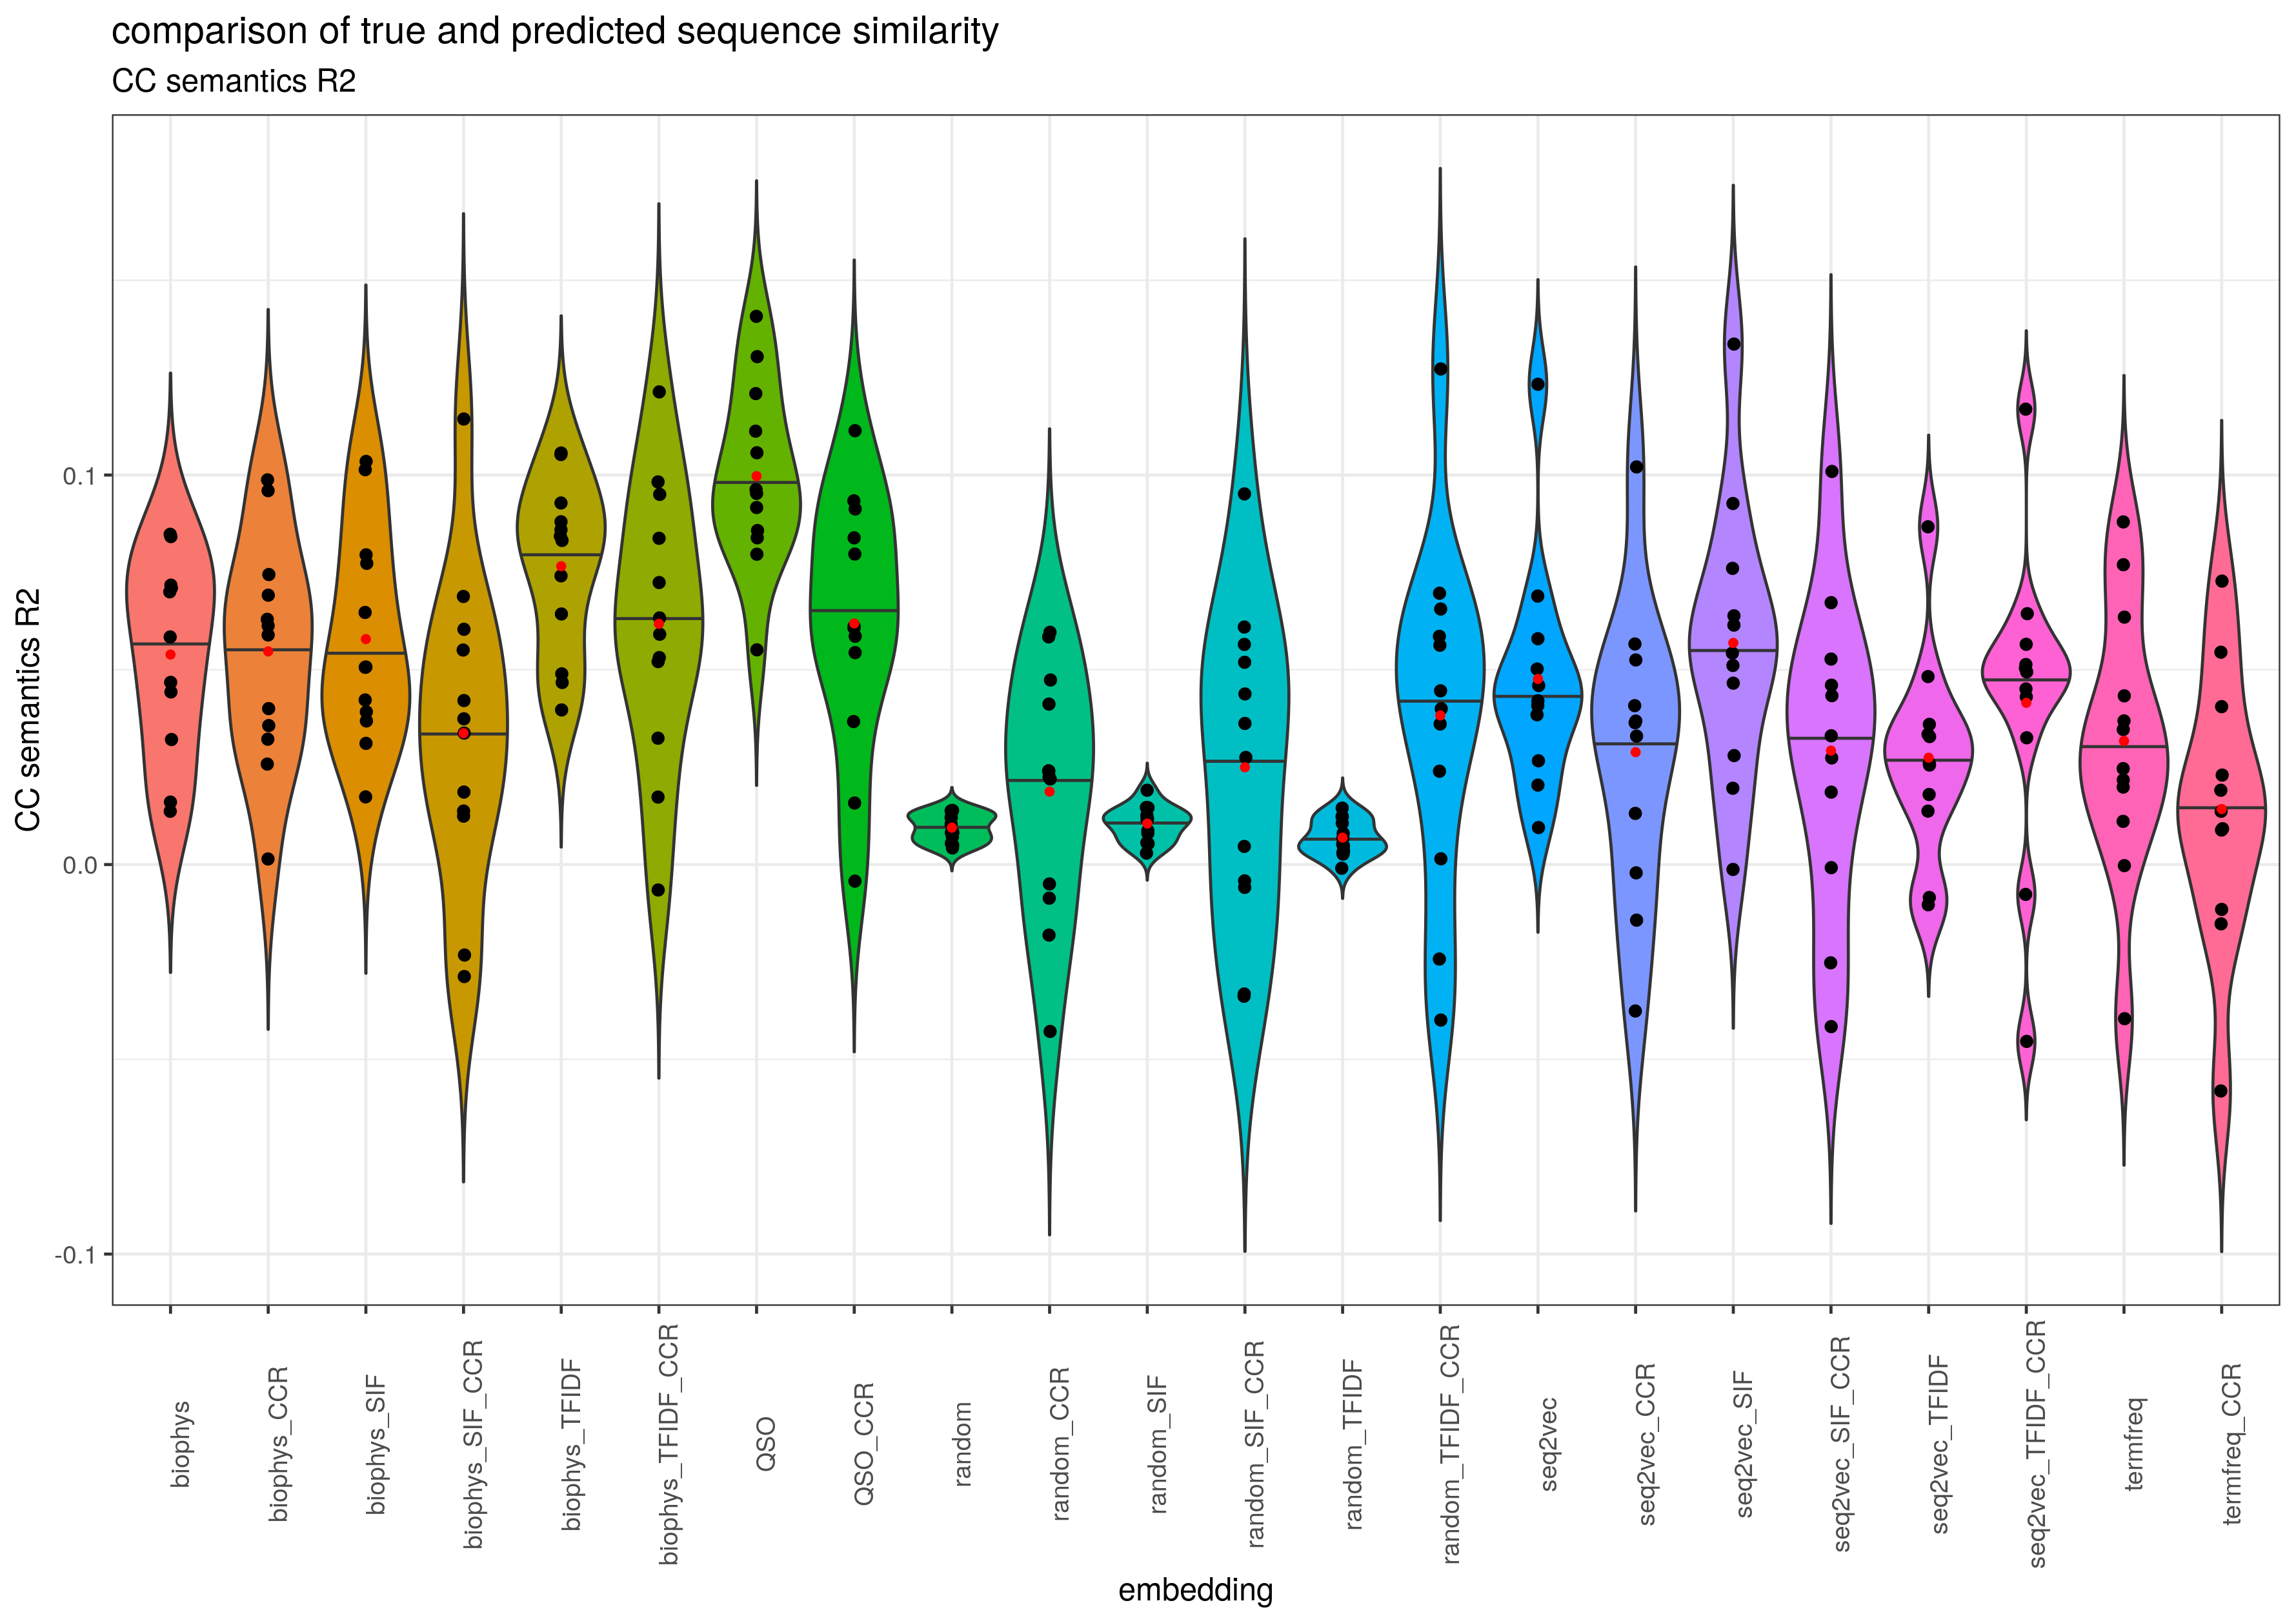 comparison of true and predicted sequence similarity
CC semantics R2
CC semantics R2
0.1
0.0
-0.1
biophys
biophys_CCR
biophys_SIF
biophys_SIF_CCR
biophys_TFIDF
biophys_TFIDF_CCR
QSO
QSO_CCR
random
random_CCR
random_SIF
random_SIF_CCR
random_TFIDF
random_TFIDF_CCR
seq2vec
seq2vec_CCR
seq2vec_SIF
seq2vec_SIF_CCR
seq2vec_TFIDF
seq2vec_TFIDF_CCR
termfreq
termfreq_CCR
embedding